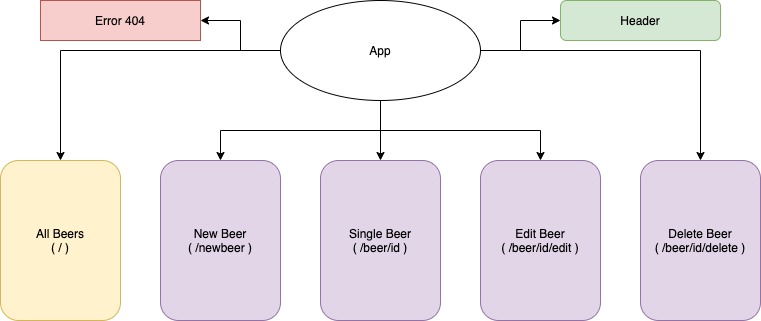 Error 404
App
Header
All Beers
( / )
New Beer
( /newbeer )
Single Beer
( /beer/id )
Edit Beer
( /beer/id/edit )
Delete Beer
( /beer/id/delete )